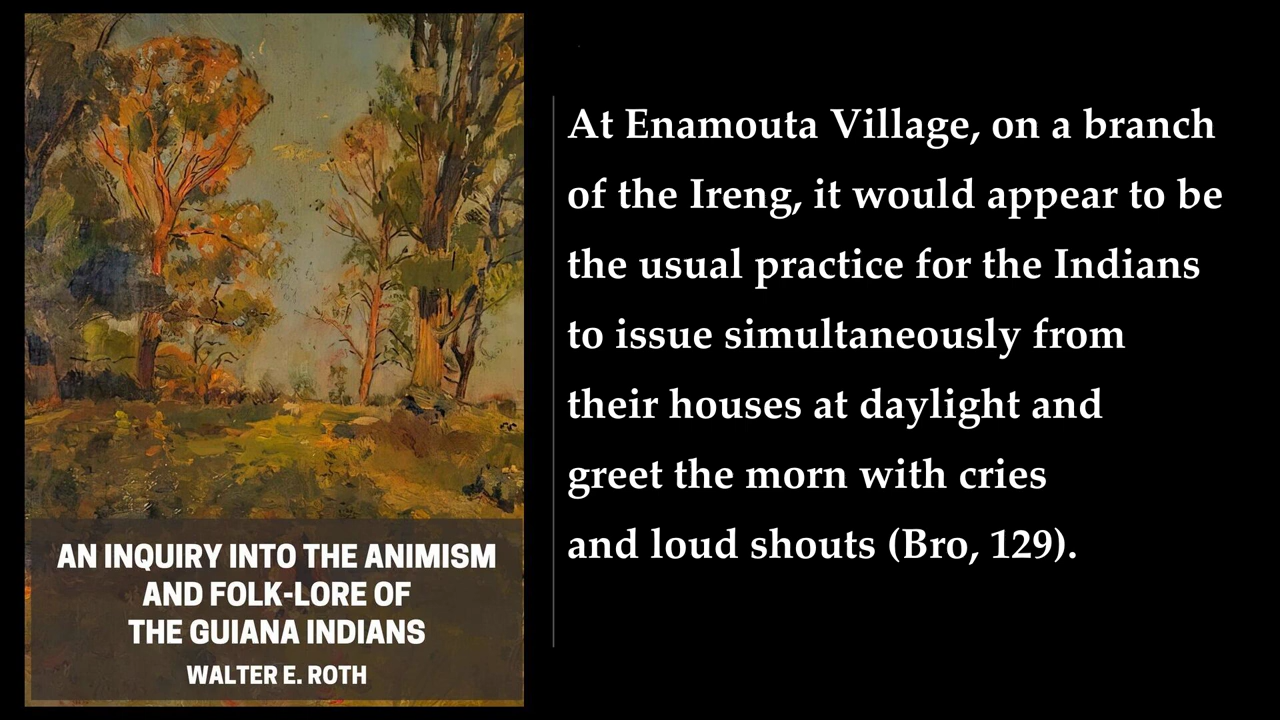 AN INQUIRY INTO THE ANIMISM
AND FOLK-LORE OF
THE GUIANA INDIANS
WALTER E. ROTH
At Enamouta Village, on a branch
of the Ireng, it would appear to be
the usual practice for the Indians
to issue simultaneously from
their houses at daylight and
greet the morn with cries
and loud shouts (Bro, 129).